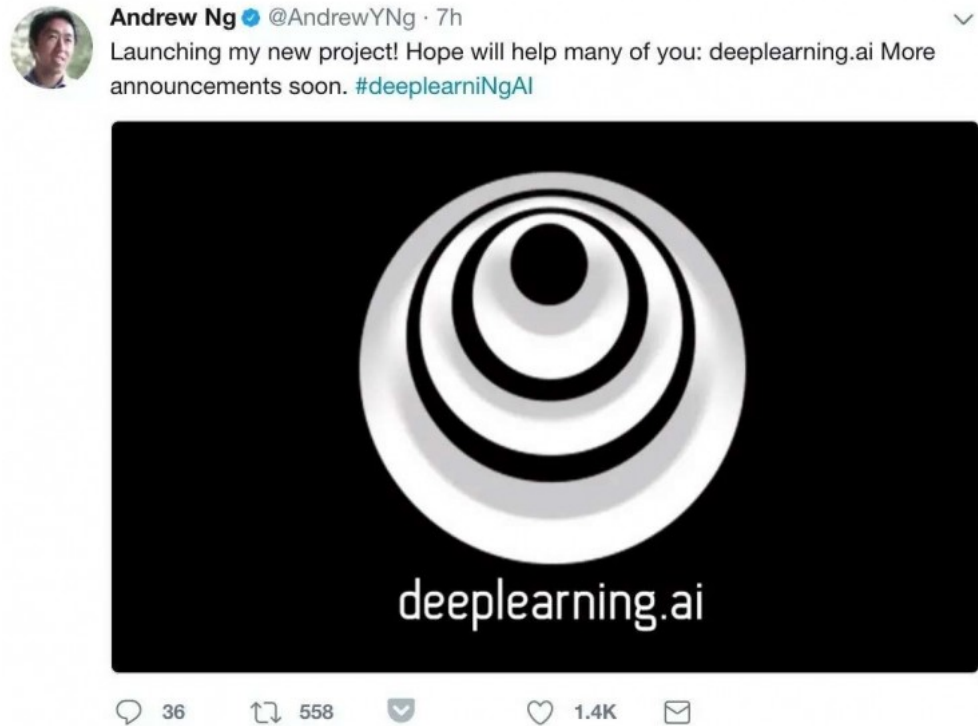 Andrew Ng @AndrewYNg · 7h
Launching my new project! Hope will help many of you: deeplearning.ai More
announcements soon. #deeplearniNgAI
deeplearning.ai
36 558 1.4K